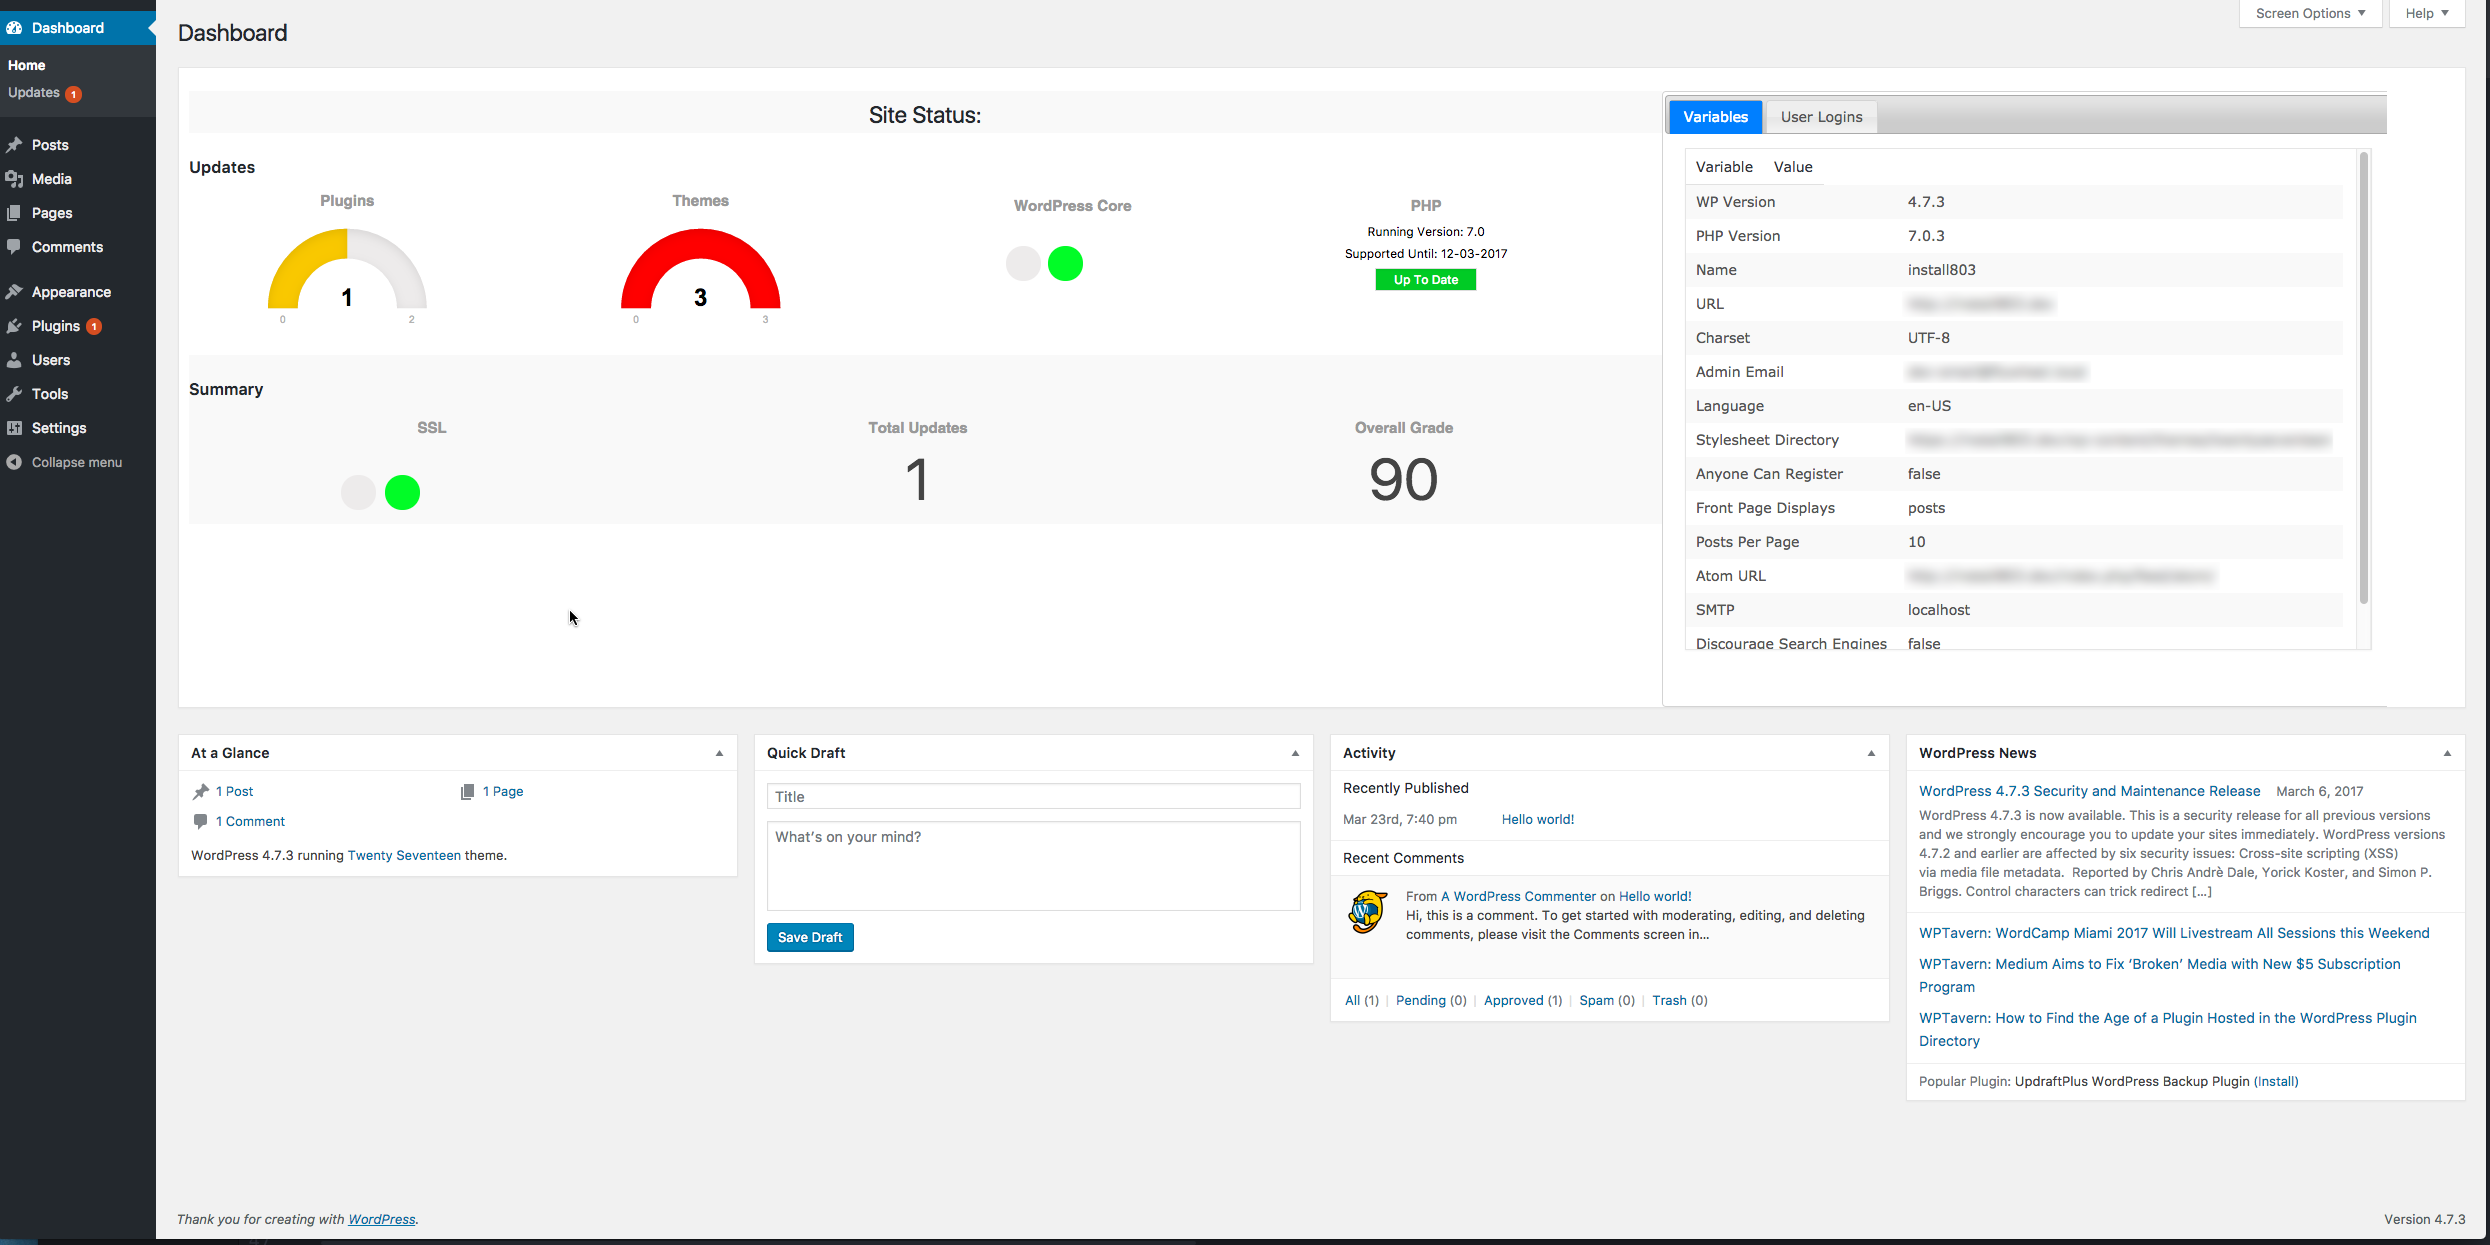 Dashboard
Home
Updates 1
Posts
Media
Pages
Comments
Appearance
Plugins 1
Users
Tools
Settings
Collapse menu
Dashboard
Screen Options
Help
Site Status:
Updates
Plugins
1
0 2
Themes
3
0 3
WordPress Core
PHP
Running Version: 7.0
Supported Until: 12-03-2017
Up To Date
Summary
SSL
Total Updates
1
Overall Grade
90
Variables
User Logins
Variable Value
WP Version 4.7.3
PHP Version 7.0.3
Name install803
URL
Charset UTF-8
Admin Email
Language en-US
Stylesheet Directory
Anyone Can Register false
Front Page Displays posts
Posts Per Page 10
Atom URL
SMTP localhost
Discourage Search Engines false
At a Glance
1 Post
1 Page
1 Comment
WordPress 4.7.3 running Twenty Seventeen theme.
Quick Draft
Title
What's on your mind?
Save Draft
Activity
Recently Published
Mar 23rd, 7:40 pm Hello world!
Recent Comments
From A WordPress Commenter on Hello world!
Hi, this is a comment. To get started with moderating, editing, and deleting
comments, please visit the Comments screen in...
All (1) | Pending (0) | Approved (1) | Spam (0) | Trash (0)
WordPress News
WordPress 4.7.3 Security and Maintenance Release March 6, 2017
WordPress 4.7.3 is now available. This is a security release for all previous versions
and we strongly encourage you to update your sites immediately. WordPress versions
4.7.2 and earlier are affected by six security issues: Cross-site scripting (XSS)
via media file metadata.  Reported by Chris Andrè Dale, Yorick Koster, and Simon P.
Briggs. Control characters can trick redirect [...]
WPTavern: WordCamp Miami 2017 Will Livestream All Sessions this Weekend
WPTavern: Medium Aims to Fix ‘Broken’ Media with New $5 Subscription
Program
WPTavern: How to Find the Age of a Plugin Hosted in the WordPress Plugin
Directory
Popular Plugin: UpdraftPlus WordPress Backup Plugin (Install)
Thank you for creating with WordPress.
Version 4.7.3